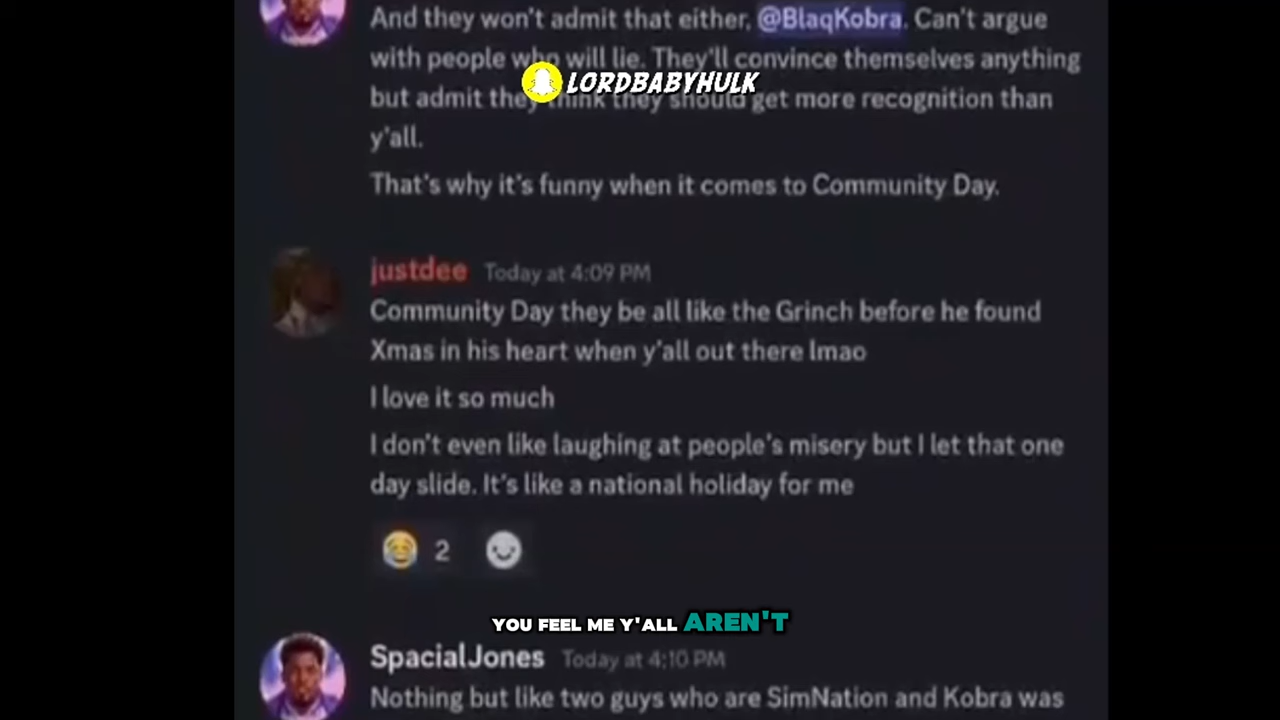 And they won't admit that either, @BlaqKobra. Can't argue
with people who will lie. They'll convince themselves anything
LORDBABYHULK
but admit they think they should get more recognition than
y'all.
That's why it's funny when it comes to Community Day.
justdee Today at 4:09 PM
Community Day they be all like the Grinch before he found
Xmas in his heart when y'all out there lmao
I love it so much
I don't even like laughing at people's misery but I let that one
day slide. It's like a national holiday for me
2
YOU FEEL ME Y'ALL AREN'T
SpacialJones Today at 4:10 PM
Nothing but like two guys who are SimNation and Kobra was